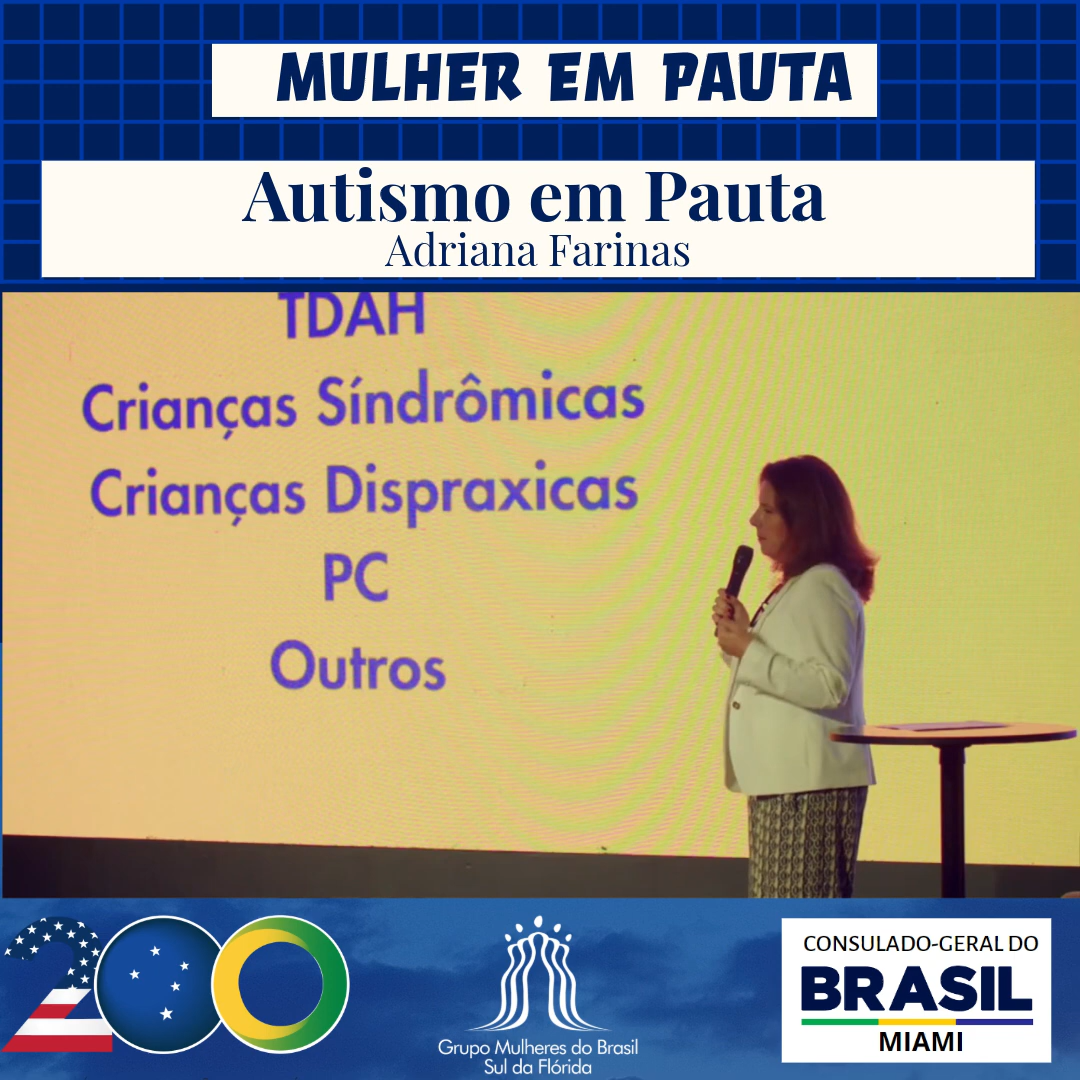 MULHER EM PAUTA
Autismo em Pauta
Adriana Farinas
TDAH
Crianças Síndrômicas
Crianças Dispraxicas
PC
Outros
200
Grupo Mulheres do Brasil
Sul da Flórida
CONSULADO-GERAL DO
BRASIL
MIAMI